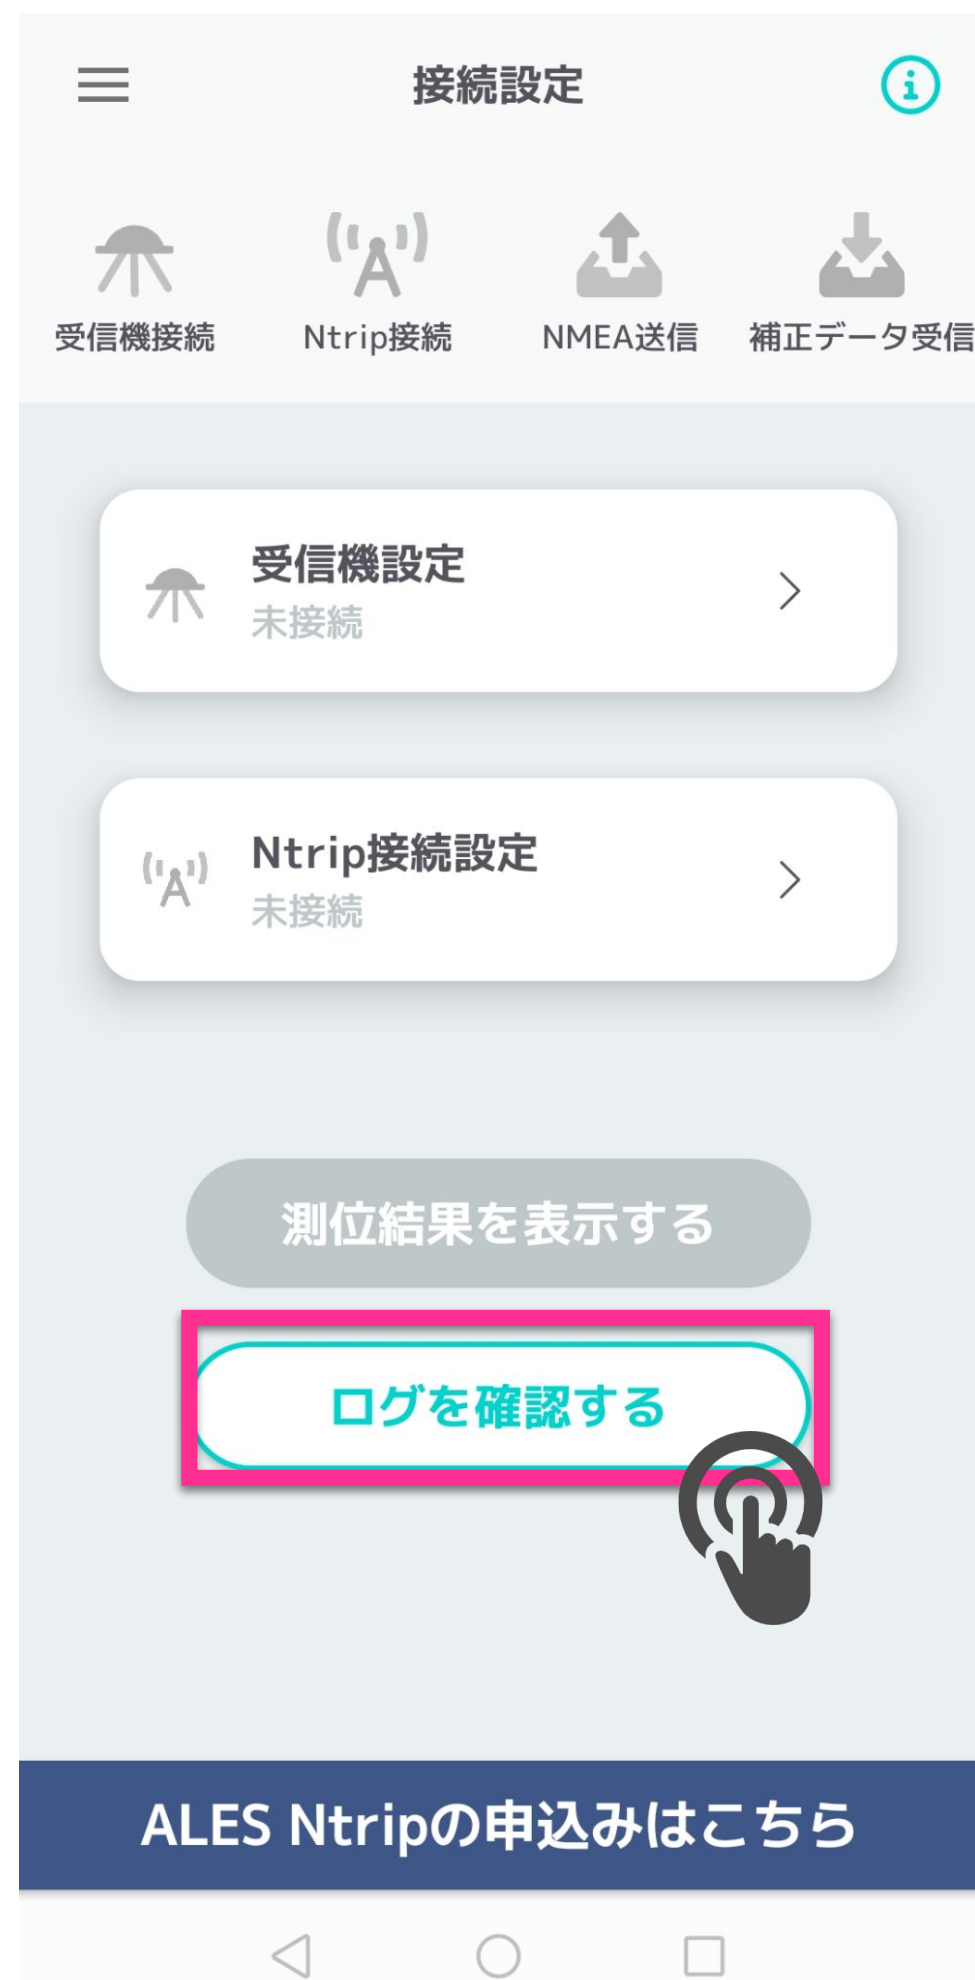 接続設定
受信機接続 Ntrip接続 NMEA送信 補正データ受信
受信機設定
未接続
Ntrip接続設定
未接続
測位結果を表示する
ログを確認する
ALES Ntripの申込みはこちら